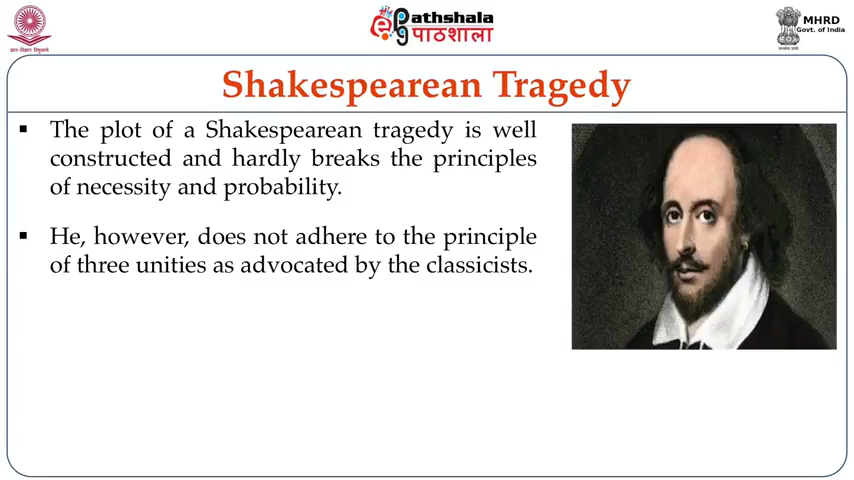 ePathshala
पाठशाला
MHRD
Govt. of India
Shakespearean Tragedy
▪ The plot of a Shakespearean tragedy is well
constructed and hardly breaks the principles
of necessity and probability.
▪ He, however, does not adhere to the principle
of three unities as advocated by the classicists.